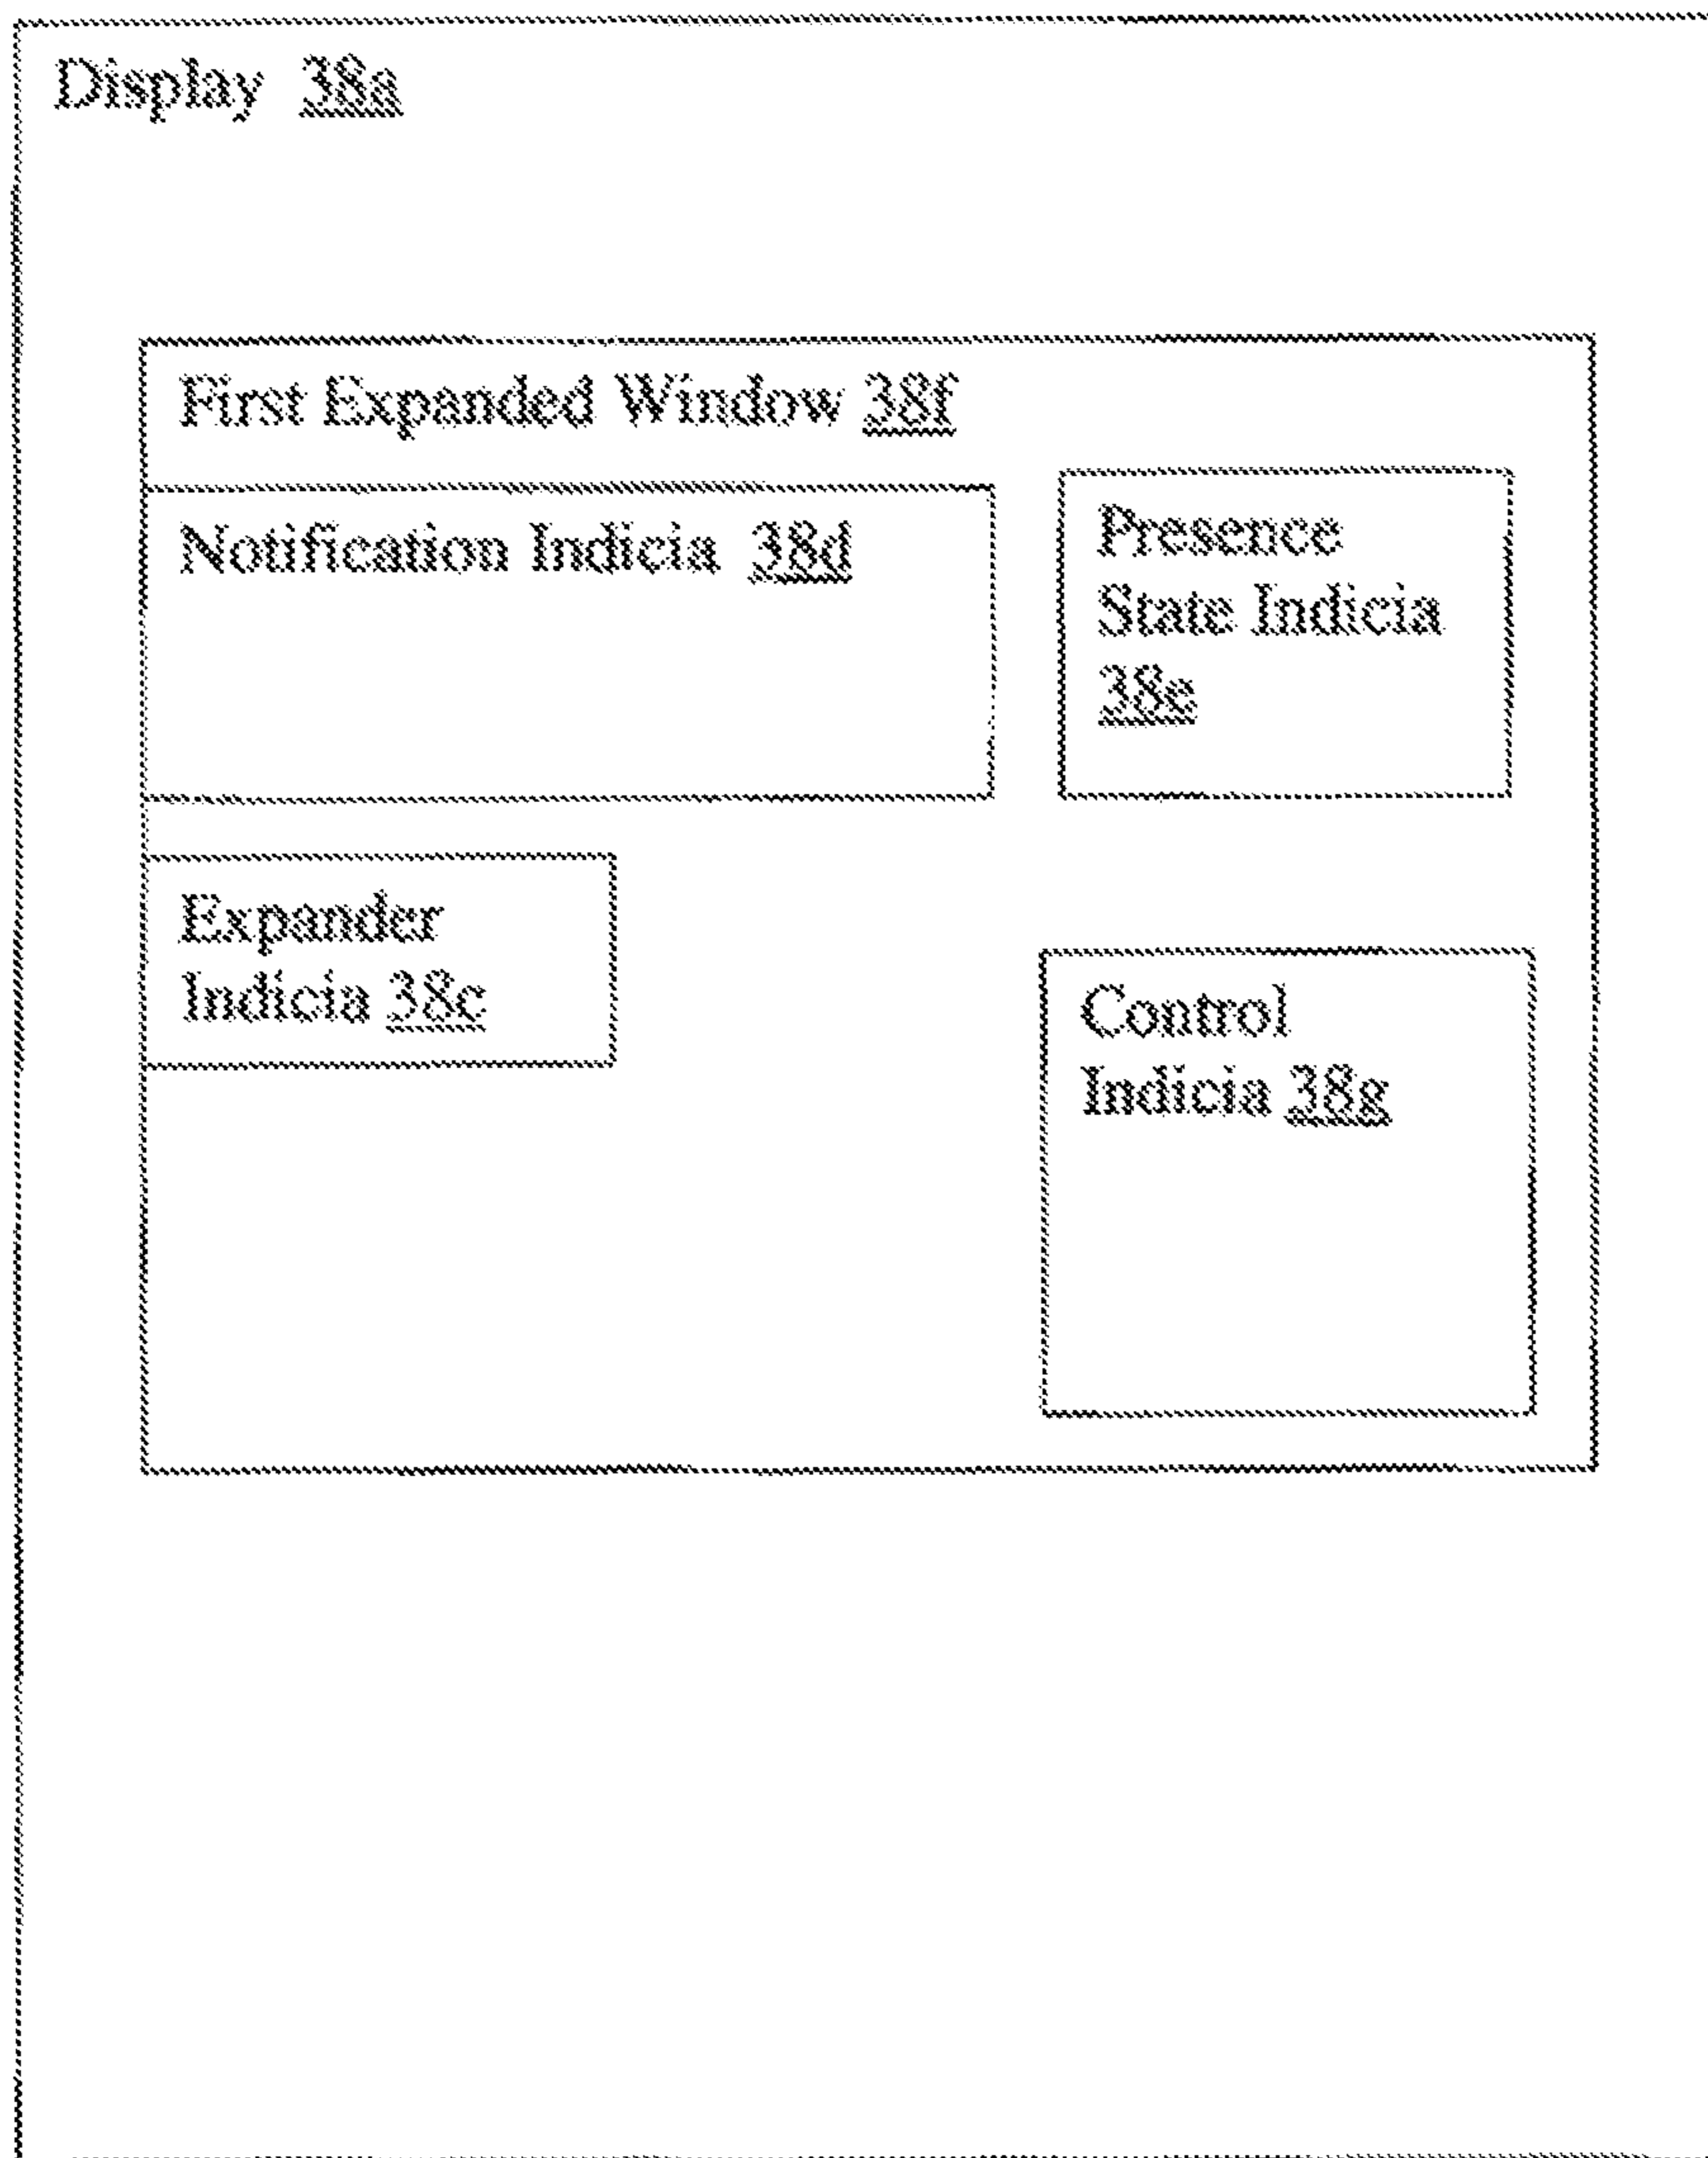 Display 38a
First Expanded Window 38f
Notification Indicia 38d
Presence
State Indicia
38e
Expander
Indicia 38c
Control
Indicia 38g